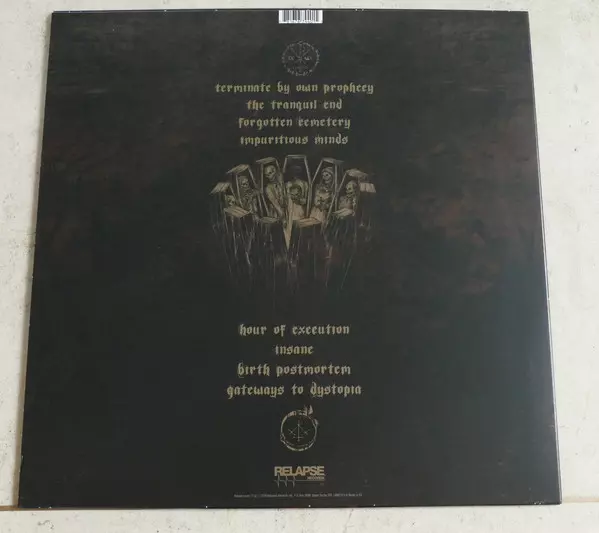 terminate by own prophecy
the tranquil end
forgotten cemetery
impuritious minds
hour of execution
insane
birth postmortem
gateways to dystopia
RELAPSE
RECORDS